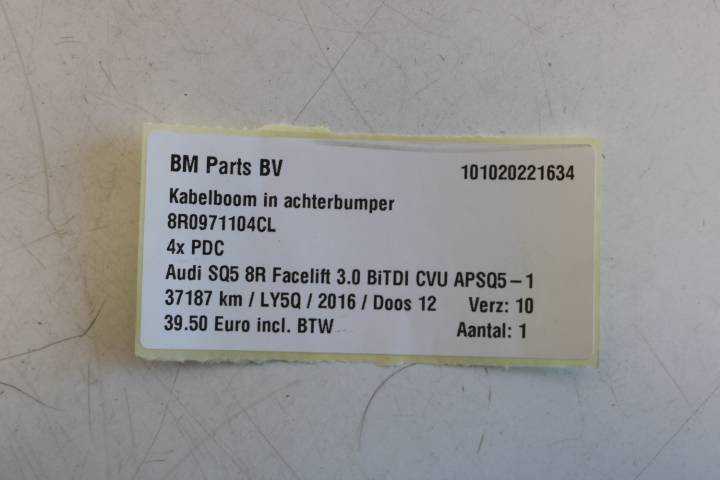 BM Parts BV 101020221634
Kabelboom in achterbumper
8R0971104CL
4x PDC
Audi SQ5 8R Facelift 3.0 BiTDI CVU APSQ5-1
37187 km / LY5Q / 2016 / Doos 12 Verz: 10
39.50 Euro incl. BTW Aantal: 1